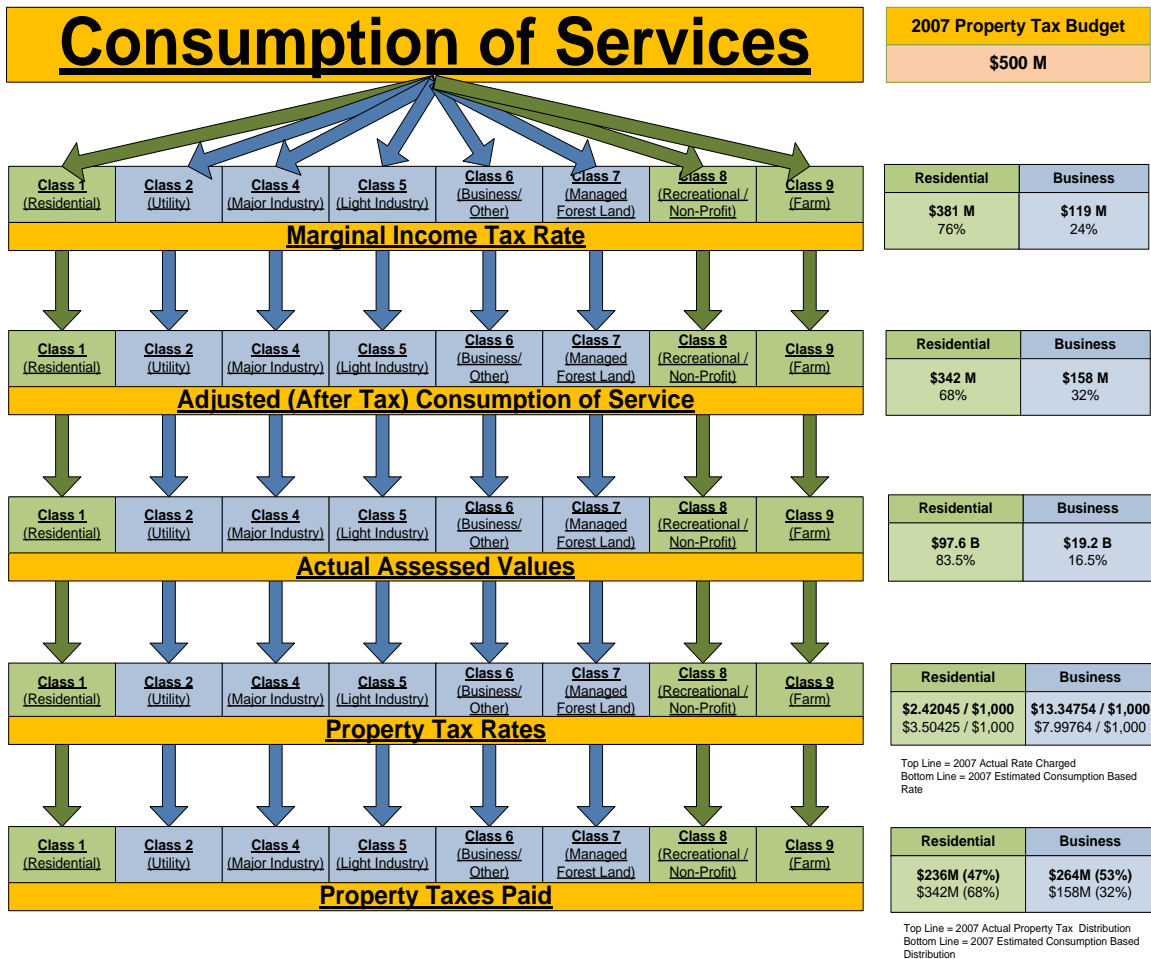 Consumption of Services
2007 Property Tax Budget
$500 M
Class 1
(Residential)
Class 2
(Utility)
Class 4
(Major Industry)
Class 5
(Light Industry)
Class 6
(Business/
Other)
Class 7
(Managed
Forest Land)
Class 8
(Recreational /
Non-Profit)
Class 9
(Farm)
Marginal Income Tax Rate
Residential
Business
$381 M
76%
$119 M
24%
Class 1
(Residential)
Class 2
(Utility)
Class 4
(Major Industry)
Class 5
(Light Industry)
Class 6
(Business/
Other)
Class 7
(Managed
Forest Land)
Class 8
(Recreational /
Non-Profit)
Class 9
(Farm)
Adjusted (After Tax) Consumption of Service
Residential
Business
$342 M
68%
$158 M
32%
Class 1
(Residential)
Class 2
(Utility)
Class 4
(Major Industry)
Class 5
(Light Industry)
Class 6
(Business/
Other)
Class 7
(Managed
Forest Land)
Class 8
(Recreational /
Non-Profit)
Class 9
(Farm)
Actual Assessed Values
Residential
Business
$97.6 B
83.5%
$19.2 B
16.5%
Class 1
(Residential)
Class 2
(Utility)
Class 4
(Major Industry)
Class 5
(Light Industry)
Class 6
(Business/
Other)
Class 7
(Managed
Forest Land)
Class 8
(Recreational /
Non-Profit)
Class 9
(Farm)
Property Tax Rates
Residential
Business
$2.42045 / $1,000
$3.50425 / $1,000
$13.34754 / $1,000
$7.99764 / $1,000
Top Line = 2007 Actual Rate Charged
Bottom Line = 2007 Estimated Consumption Based
Rate
Class 1
(Residential)
Class 2
(Utility)
Class 4
(Major Industry)
Class 5
(Light Industry)
Class 6
(Business/
Other)
Class 7
(Managed
Forest Land)
Class 8
(Recreational /
Non-Profit)
Class 9
(Farm)
Property Taxes Paid
Residential
Business
$236M (47%)
$342M (68%)
$264M (53%)
$158M (32%)
Top Line = 2007 Actual Property Tax Distribution
Bottom Line = 2007 Estimated Consumption Based
Distribution